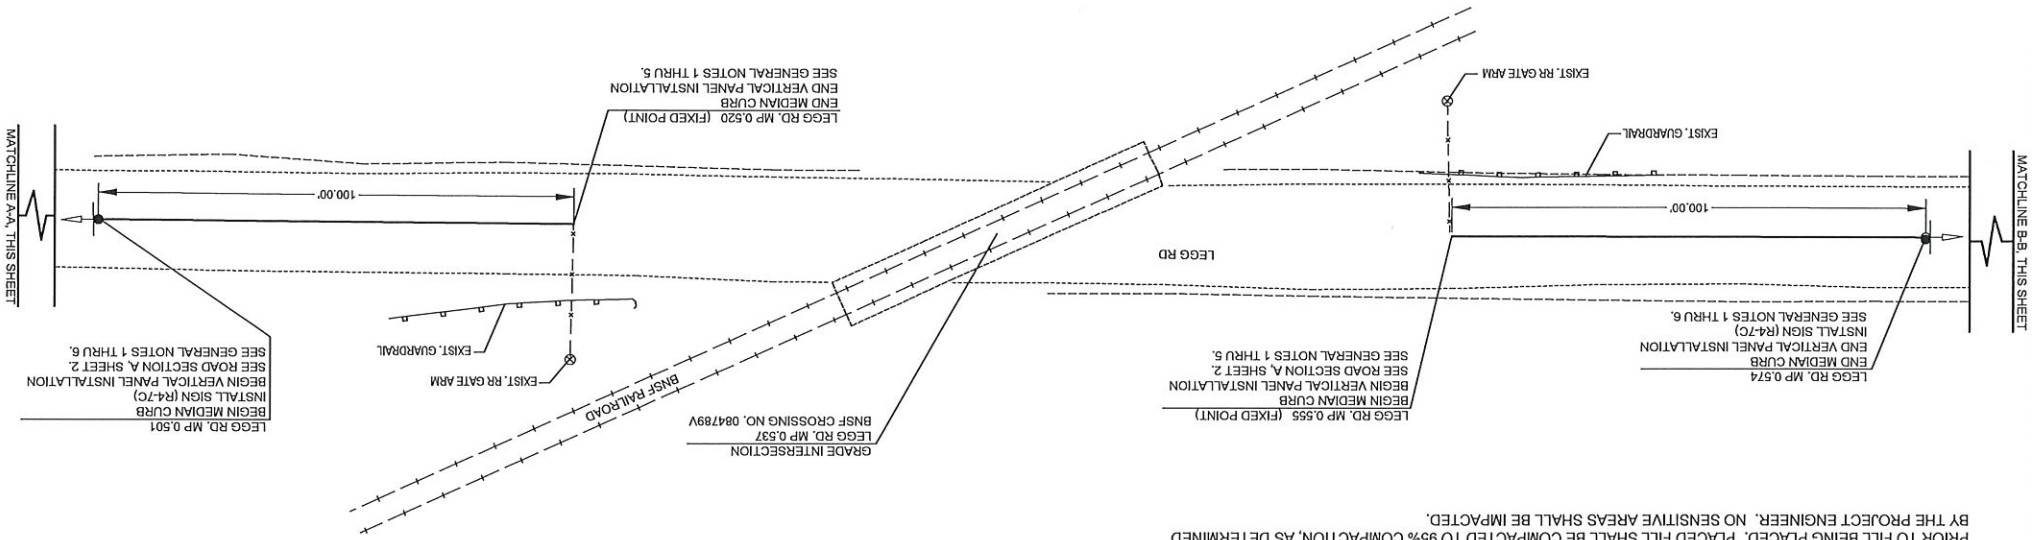 PRIOR TO FILL BEING PLACED. PLACED FILL SHALL BE COMPACTED TO 95% COMPACTION, AS DETERMINED
BY THE PROJECT ENGINEER. NO SENSITIVE AREAS SHALL BE IMPACTED.
MATCHLINE B-B, THIS SHEET
LEGG RD. MP 0.574
END MEDIAN CURB
END VERTICAL PANEL INSTALLATION
INSTALL SIGN (R4-7C)
SEE GENERAL NOTES 1 THRU 6.
LEGG RD. MP 0.555 (FIXED POINT)
BEGIN MEDIAN CURB
BEGIN VERTICAL PANEL INSTALLATION
SEE ROAD SECTION A, SHEET 2.
SEE GENERAL NOTES 1 THRU 5.
GRADE INTERSECTION
LEGG RD. MP 0.537
BNSF CROSSING NO. 084789V
BNSF RAILROAD
LEGG RD. MP 0.501
BEGIN MEDIAN CURB
INSTALL SIGN (R4-7C)
BEGIN VERTICAL PANEL INSTALLATION
SEE ROAD SECTION A, SHEET 2.
SEE GENERAL NOTES 1 THRU 6.
EXIST. RR GATE ARM
EXIST. GUARDRAIL
LEGG RD
100.00'
100.00'
EXIST. GUARDRAIL
EXIST. RR GATE ARM
LEGG RD. MP 0.520 (FIXED POINT)
END MEDIAN CURB
END VERTICAL PANEL INSTALLATION
SEE GENERAL NOTES 1 THRU 5.
MATCHLINE A-A, THIS SHEET